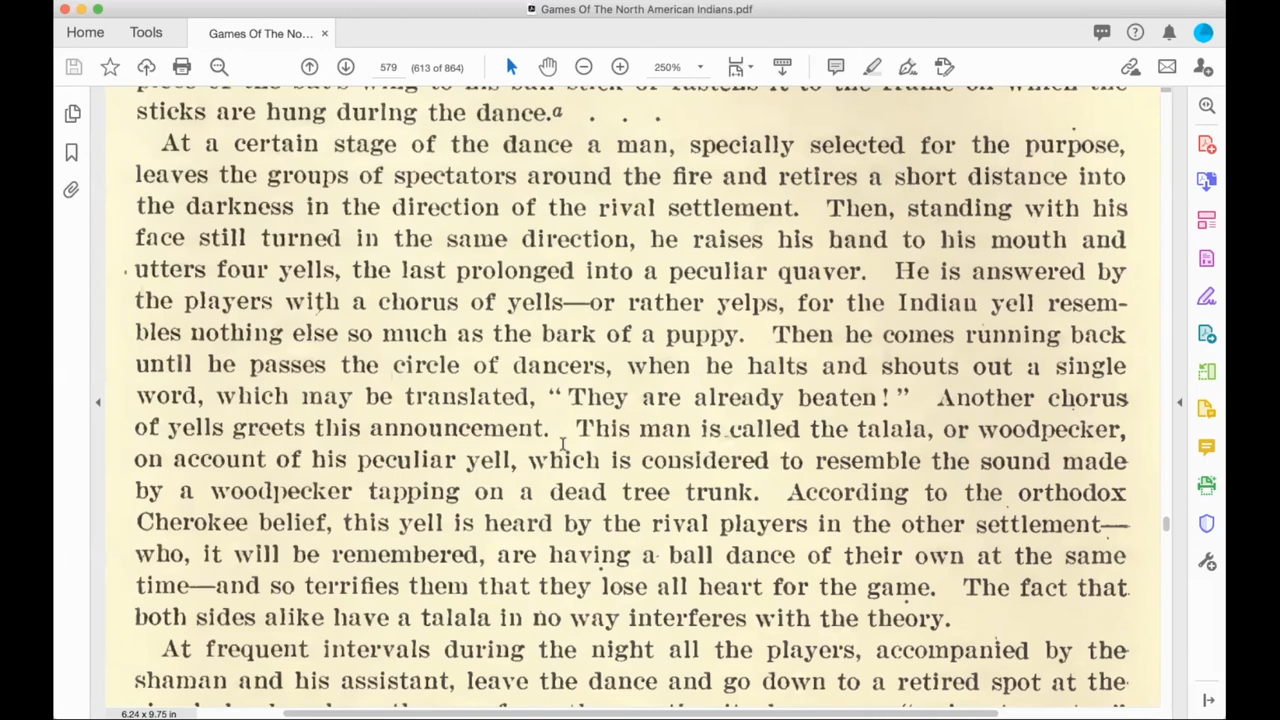 Games Of The North American Indians.pdf
Home
Tools
Games Of The No...
579
(613 of 864)
250%
sticks are hung during the dance.a . . .
At a certain stage of the dance a man, specially selected for the purpose,
leaves the groups of spectators around the fire and retires a short distance into
the darkness in the direction of the rival settlement. Then, standing with his
face still turned in the same direction, he raises his hand to his mouth and
utters four yells, the last prolonged into a peculiar quaver. He is answered by
the players with a chorus of yells—or rather yelps, for the Indian yell resem-
bles nothing else so much as the bark of a puppy. Then he comes running back
until he passes the circle of dancers, when he halts and shouts out a single
word, which may be translated, “They are already beaten!” Another chorus
of yells greets this announcement. This man is called the talala, or woodpecker,
on account of his peculiar yell, which is considered to resemble the sound made
by a woodpecker tapping on a dead tree trunk. According to the orthodox
Cherokee belief, this yell is heard by the rival players in the other settlement—
who, it will be remembered, are having a ball dance of their own at the same
time—and so terrifies them that they lose all heart for the game. The fact that
both sides alike have a talala in no way interferes with the theory.
At frequent intervals during the night all the players, accompanied by the
shaman and his assistant, leave the dance and go down to a retired spot at the
6.24 x 9.75 in